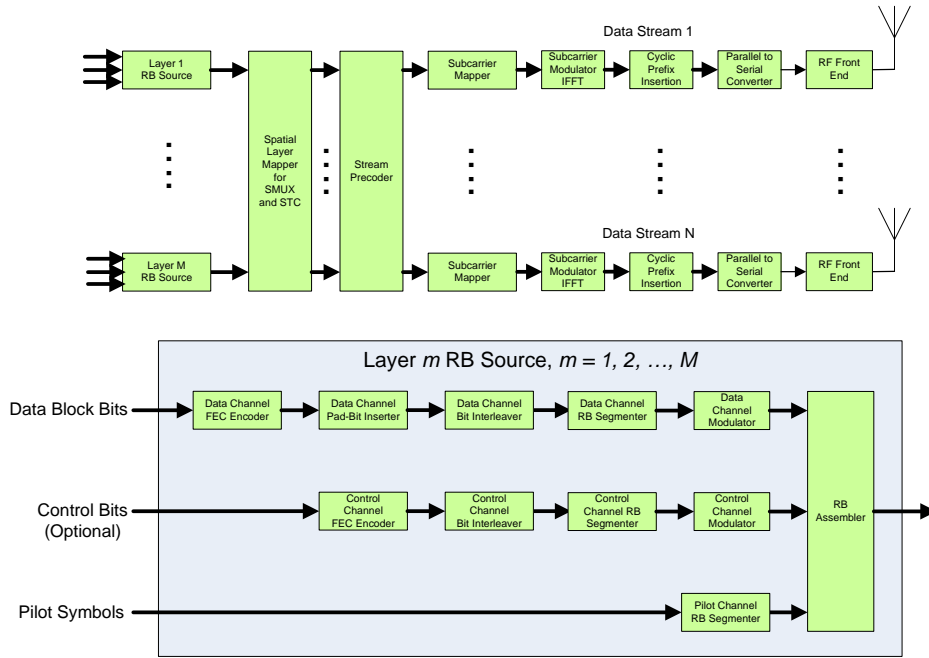 Data Stream 1
Layer 1
RB Source
Spatial
Layer
Mapper
for
SMUX
and STC
Stream
Precoder
Subcarrier
Mapper
Subcarrier
Modulator
IFFT
Cyclic
Prefix
Insertion
Parallel to
Serial
Converter
RF Front
End
Data Stream N
Layer M
RB Source
Subcarrier
Mapper
Subcarrier
Modulator
IFFT
Cyclic
Prefix
Insertion
Parallel to
Serial
Converter
RF Front
End
Layer m RB Source, m = 1, 2, …, M
Data Block Bits
Data Channel
FEC Encoder
Data Channel
Pad-Bit Inserter
Data Channel
Bit Interleaver
Data Channel
RB Segmenter
Data
Channel
Modulator
Control Bits
(Optional)
Control
Channel
FEC Encoder
Control
Channel
Bit Interleaver
Control
Channel RB
Segmenter
Control
Channel
Modulator
RB
Assembler
Pilot Symbols
Pilot Channel
RB Segmenter